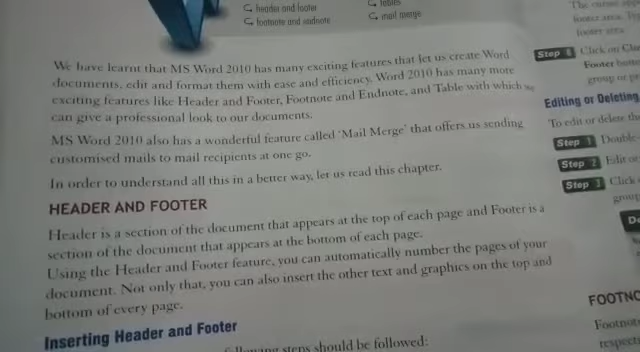 header and footer
footnote and endnote
tables
mail merge
We have learnt that MS Word 2010 has many exciting features that let us create Word
documents, edit and format them with ease and efficiency. Word 2010 has many more
exciting features like Header and Footer, Footnote and Endnote, and Table with which we
can give a professional look to our documents.
MS Word 2010 also has a wonderful feature called 'Mail Merge' that offers us sending
customised mails to mail recipients at one go.
In order to understand all this in a better way, let us read this chapter.
HEADER AND FOOTER
Header is a section of the document that appears at the top of each page and Footer is a
section of the document that appears at the bottom of each page.
Using the Header and Footer feature, you can automatically number the pages of your
document. Not only that, you can also insert the other text and graphics on the top and
bottom of every page.
Inserting Header and Footer
steps should be followed:
The cursor
footer area.
footer area.
Step
Click on
Footer
group
Editing or Deleting
To edit or delete the
Step 1 Double
Step 2 Edit or
Step 3 Click
group
FOOTNO
Footnot
respect